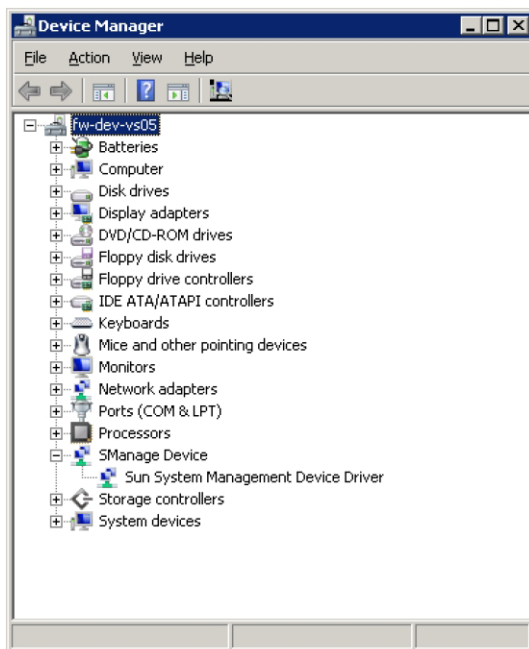 Device Manager
File Action View Help
fw-dev-vs05
Batteries
Computer
Disk drives
Display adapters
DVD/CD-ROM drives
Floppy disk drives
Floppy drive controllers
IDE ATA/ATAPI controllers
Keyboards
Mice and other pointing devices
Monitors
Network adapters
Ports (COM & LPT)
Processors
SManage Device
Sun System Management Device Driver
Storage controllers
System devices